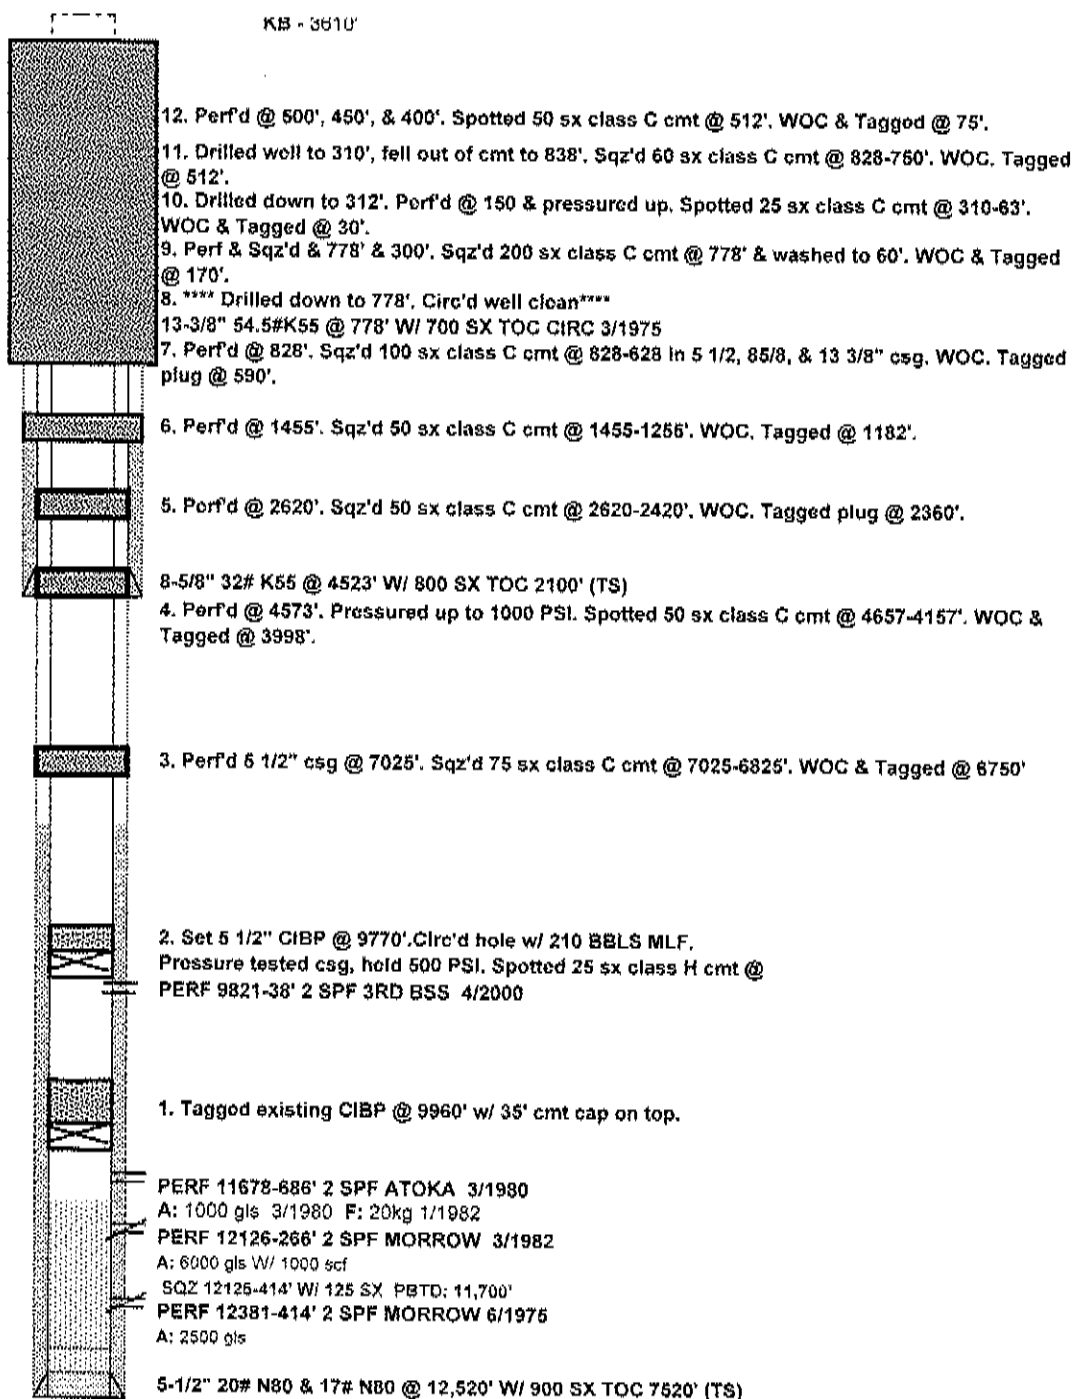 KB - 3610'
12. Perf'd @ 500', 450', & 400'. Spotted 50 sx class C cmt @ 512'. WOC & Tagged @ 75'.
11. Drilled well to 310', fell out of cmt to 838'. Sqz'd 60 sx class C cmt @ 828-750'. WOC. Tagged
@ 512'.
10. Drilled down to 312'. Perf'd @ 150 & pressured up. Spotted 25 sx class C cmt @ 310-63'.
WOC & Tagged @ 30'.
9. Perf & Sqz'd & 778' & 300'. Sqz'd 200 sx class C cmt @ 778' & washed to 60'. WOC & Tagged
@ 170'.
8. **** Drilled down to 778'. Circ'd well clean****
13-3/8" 54.5#K55 @ 778' W/ 700 SX TOC CIRC 3/1975
7. Perf'd @ 828'. Sqz'd 100 sx class C cmt @ 828-628 in 5 1/2, 85/8, & 13 3/8" csg. WOC. Tagged
plug @ 590'.
6. Perf'd @ 1455'. Sqz'd 50 sx class C cmt @ 1455-1256'. WOC. Tagged @ 1182'.
5. Perf'd @ 2620'. Sqz'd 50 sx class C cmt @ 2620-2420'. WOC. Tagged plug @ 2360'.
8-5/8" 32# K55 @ 4523' W/ 800 SX TOC 2100' (TS)
4. Perf'd @ 4573'. Pressured up to 1000 PSI. Spotted 50 sx class C cmt @ 4657-4157'. WOC &
Tagged @ 3998'.
3. Perf'd 5 1/2" csg @ 7025'. Sqz'd 75 sx class C cmt @ 7025-6825'. WOC & Tagged @ 6750'
2. Set 5 1/2" CIBP @ 9770'.Circ'd hole w/ 210 BBLS MLF.
Pressure tested csg, held 500 PSI. Spotted 25 sx class H cmt @
PERF 9821-38' 2 SPF 3RD BSS 4/2000
1. Tagged existing CIBP @ 9960' w/ 35' cmt cap on top.
PERF 11678-686' 2 SPF ATOKA 3/1980
A: 1000 gls 3/1980 F: 20kg 1/1982
PERF 12126-266' 2 SPF MORROW 3/1982
A: 6000 gls W/ 1000 scf
SQZ 12125-414' W/ 125 SX PBTD: 11,700'
PERF 12381-414' 2 SPF MORROW 6/1975
A: 2500 gls
5-1/2" 20# N80 & 17# N80 @ 12,520' W/ 900 SX TOC 7520' (TS)